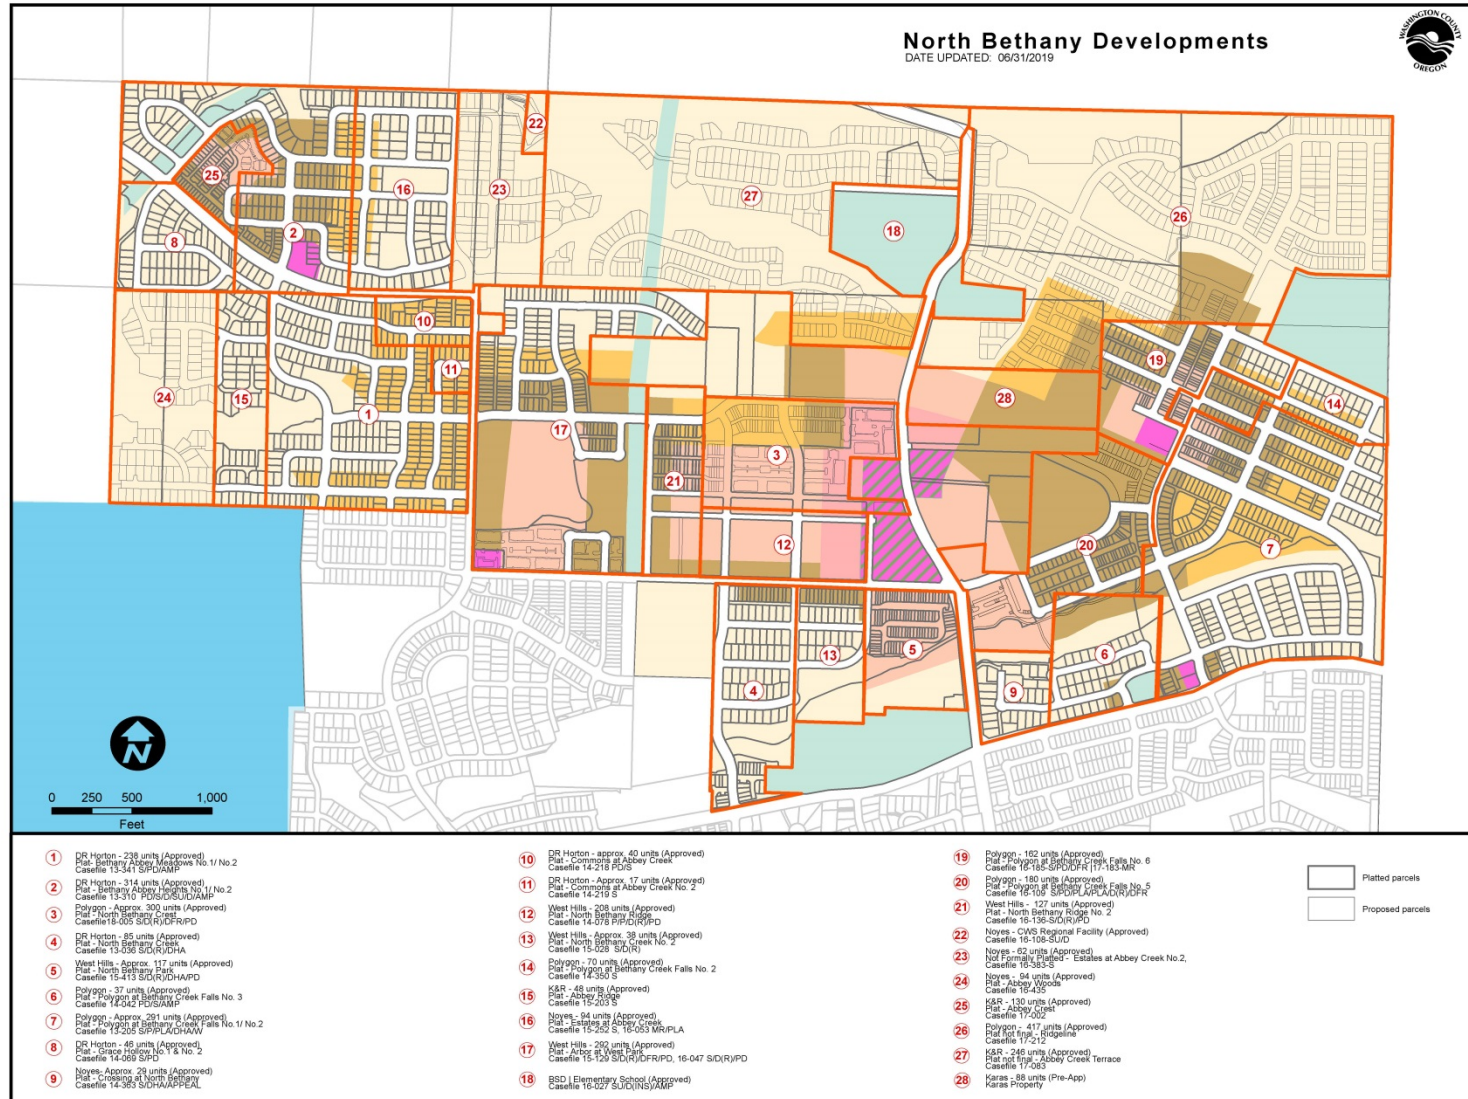 North Bethany Developments
DATE UPDATED: 06/31/2019
WASHINGTON COUNTY
OREGON
22
25
16
23
27
2
8
18
26
10
11
19
24
15
1
28
14
17
3
21
12
20
7
13
5
6
4
9
N
0 250 500 1,000
Feet
1 DR Horton - 238 units (Approved)
Plat- Bethany Abbey Meadows No.1/ No.2
Casefile 13-341 S/PD/AMP
2 DR Horton - 314 units (Approved)
Plat - Bethany Abbey Heights No.1/ No.2
Casefile 13-310 PD/S/D/SU/D/AMP
3 Polygon - Approx. 300 units (Approved)
Plat - North Bethany Crest
Casefile18-005 S/D(R)/DFR/PD
4 DR Horton - 85 units (Approved)
Plat - North Bethany Creek
Casefile 13-036 S/D(R)/DHA
5 West Hills - Approx. 117 units (Approved)
Plat - North Bethany Park
Casefile 15-413 S/D(R)/DHA/PD
6 Polygon - 37 units (Approved)
Plat - Polygon at Bethany Creek Falls No. 3
Casefile 14-042 PD/S/AMP
7 Polygon - Approx. 291 units (Approved)
Plat - Polygon at Bethany Creek Falls No.1/ No.2
Casefile 13-205 S/P/PLA/DHA/W
8 DR Horton - 46 units (Approved)
Plat - Grace Hollow No.1 & No. 2
Casefile 14-069 S/PD
9 Noyes- Approx. 29 units (Approved)
Plat - Crossing at North Bethany
Casefile 14-363 S/DHA/APPEAL
10 DR Horton - approx. 40 units (Approved)
Plat - Commons at Abbey Creek
Casefile 14-218 PD/S
11 DR Horton - Approx. 17 units (Approved)
Plat - Commons at Abbey Creek No. 2
Casefile 14-219 S
12 West Hills - 208 units (Approved)
Plat - North Bethany Ridge
Casefile 14-078 P/P/D(R)/PD
13 West Hills - Approx. 38 units (Approved)
Plat - North Bethany Creek No. 2
Casefile 15-028 S/D(R)
14 Polygon - 70 units (Approved)
Plat - Polygon at Bethany Creek Falls No. 2
Casefile 14-350 S
15 K&R - 48 units (Approved)
Plat - Abbey Ridge
Casefile 15-203 S
16 Noyes - 94 units (Approved)
Plat - Estates at Abbey Creek
Casefile 15-252 S, 16-053 MR/PLA
17 West Hills - 292 units (Approved)
Plat - Arbor at West Park
Casefile 15-129 S/D(R)/DFR/PD, 16-047 S/D(R)/PD
18 BSD | Elementary School (Approved)
Casefile 16-027 SU/D(INS)/AMP
19 Polygon - 162 units (Approved)
Plat - Polygon at Bethany Creek Falls No. 6
Casefile 16-185-S/PD/DFR |17-183-MR
20 Polygon - 180 units (Approved)
Plat - Polygon at Bethany Creek Falls No. 5
Casefile 16-109 S/PD/PLA/PLA/D(R)/DFR
21 West Hills - 127 units (Approved)
Plat - North Bethany Ridge No. 2
Casefile 16-136-S/D(R)/PD
22 Noyes - CWS Regional Facility (Approved)
Casefile 16-108-SU/D
23 Noyes - 62 units (Approved)
Not Formally Platted - Estates at Abbey Creek No.2,
Casefile 16-383-S
24 Noyes - 94 units (Approved)
Plat - Abbey Woods
Casefile 16-435
25 K&R - 130 units (Approved)
Plat - Abbey Crest
Casefile 17-002
26 Polygon - 417 units (Approved)
Plat not final - Ridgeline
Casefile 17-212
27 K&R - 246 units (Approved)
Plat not final - Abbey Creek Terrace
Casefile 17-083
28 Karas - 88 units (Pre-App)
Karas Property
Platted parcels
Proposed parcels